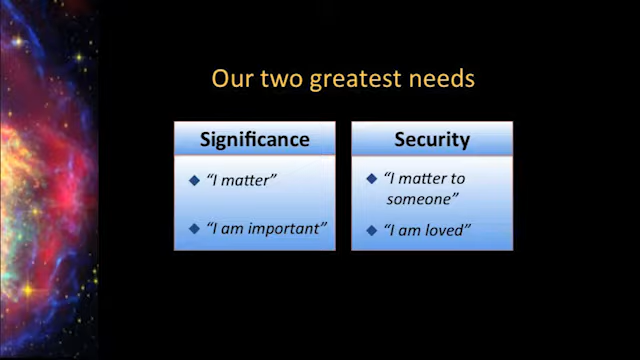 Our two greatest needs
Significance
“I matter”
“I am important”
Security
“I matter to
someone”
“I am loved”